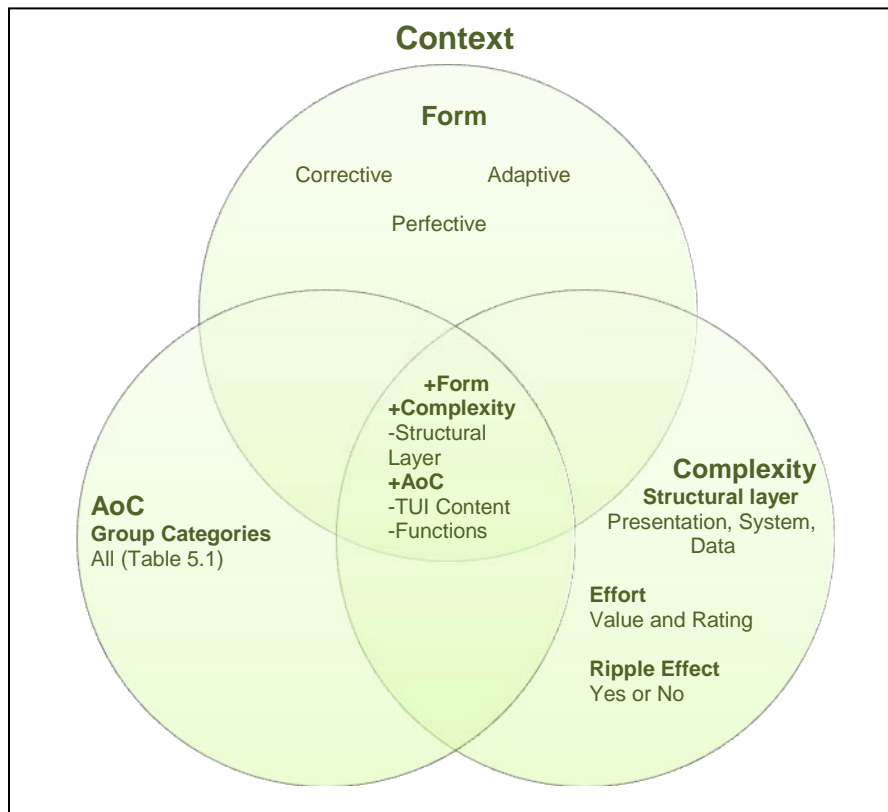 Context
Form
Corrective Adaptive
Perfective
+Form
+Complexity
-Structural
Layer
+AoC
-TUI Content
-Functions
AoC
Group Categories
All (Table 5.1)
Complexity
Structural layer
Presentation, System,
Data
Effort
Value and Rating
Ripple Effect
Yes or No